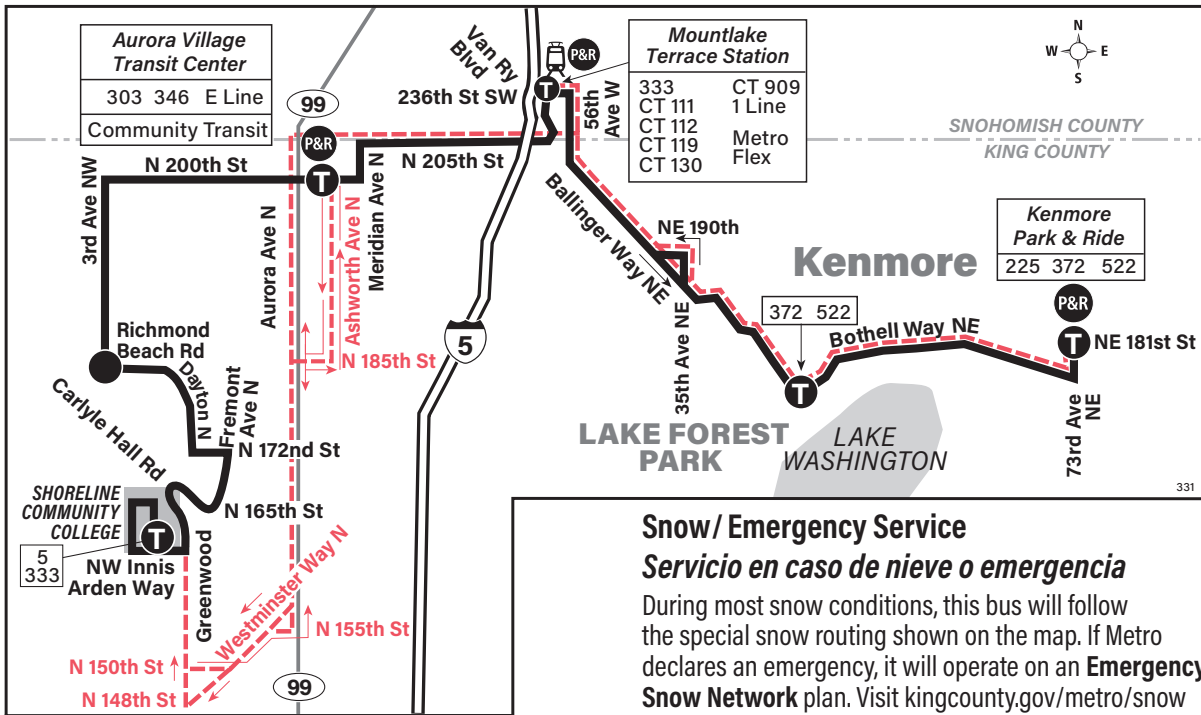 Aurora Village
Transit Center
303 346 E Line
Community Transit
99
P&R
T
N 200th St
3rd Ave NW
Aurora Ave N
Ashworth Ave N
Meridian Ave N
N 205th St
Van Ry
Blvd
236th St SW
T
P&R
56th
Ave W
Mountlake
Terrace Station
333
CT 111
CT 112
CT 119
CT 130
CT 909
1 Line
Metro
Flex
N
W
E
S
SNOHOMISH COUNTY
KING COUNTY
Ballinger Way NE
NE 190th
35th Ave NE
Kenmore
Kenmore
Park & Ride
225 372 522
P&R
T
NE 181st St
73rd Ave
NE
372 522
T
Bothell Way NE
LAKE FOREST
PARK
LAKE
WASHINGTON
5
N 185th St
Richmond
Beach Rd
Dayton N
Fremont
Ave N
Carlyle Hall Rd
N 172nd St
N 165th St
SHORELINE
COMMUNITY
COLLEGE
T
5
333
NW Innis
Arden Way
Greenwood
Westminster Way N
N 155th St
N 150th St
N 148th St
99
331
Snow/Emergency Service
Servicio en caso de nieve o emergencia
During most snow conditions, this bus will follow
the special snow routing shown on the map. If Metro
declares an emergency, it will operate on an Emergency
Snow Network plan. Visit kingcounty.gov/metro/snow